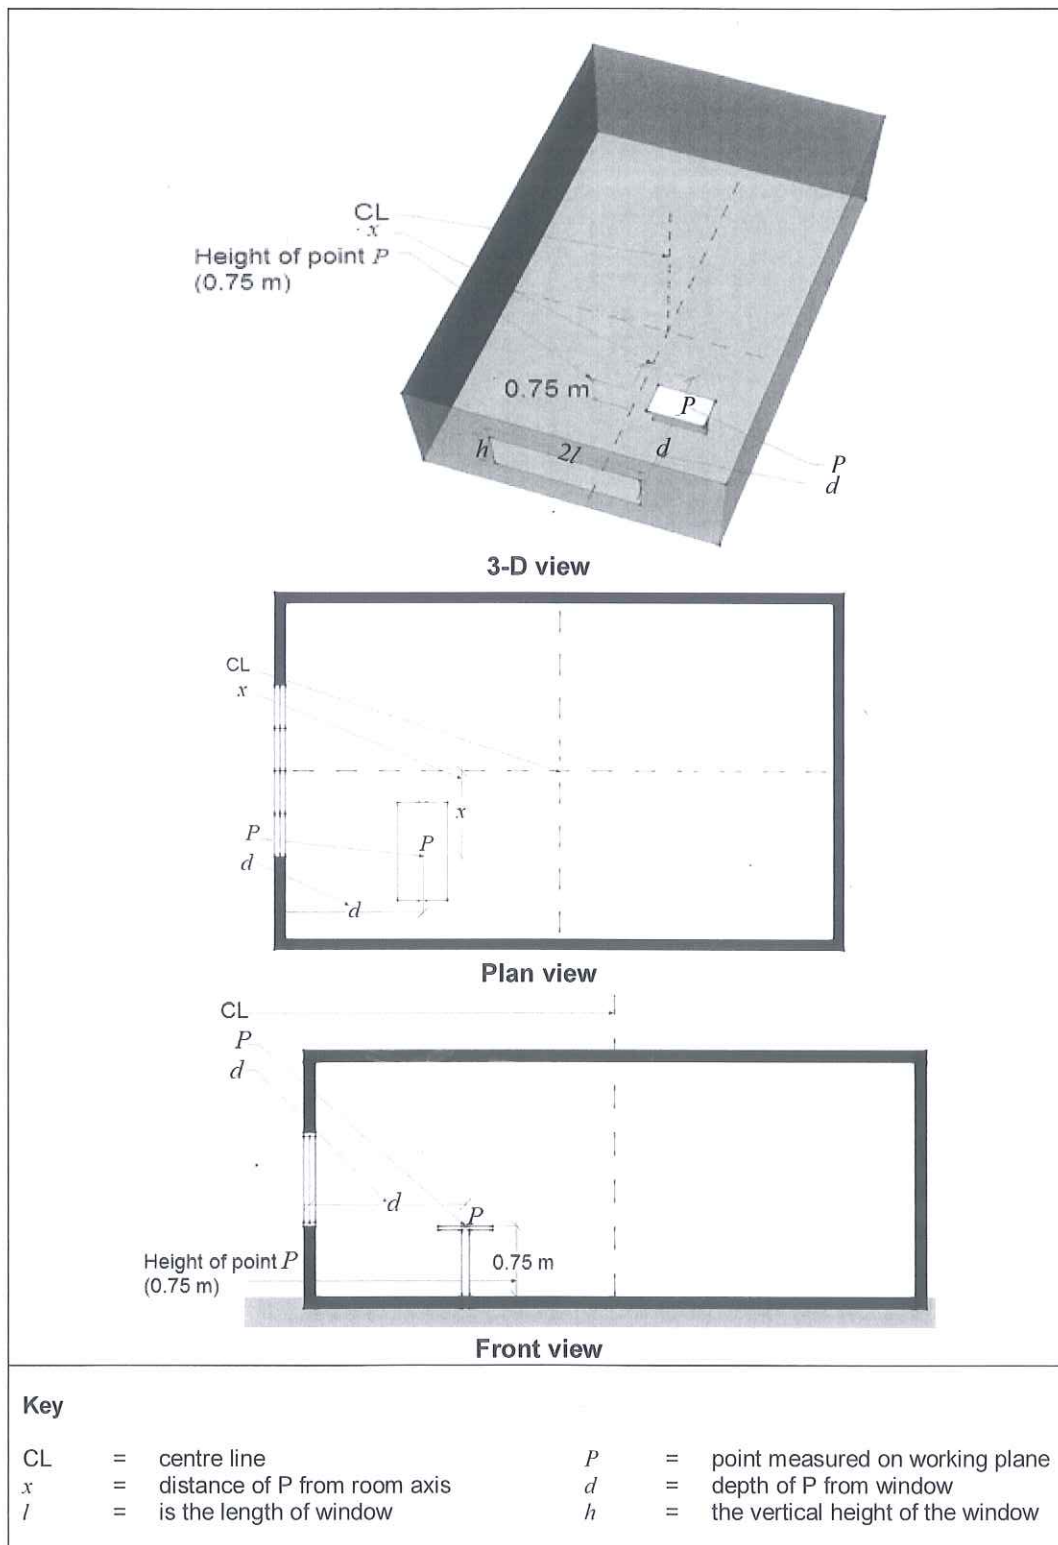 CL
x
Height of point P
(0.75 m)
0.75 m
P
h
2l
d
P
d
3-D view
CL
x
x
P
P
d
d
Plan view
CL
P
d
d
P
Height of point P
(0.75 m)
0.75 m
Front view
Key
CL = centre line
P = point measured on working plane
x = distance of P from room axis
d = depth of P from window
l = is the length of window
h = the vertical height of the window